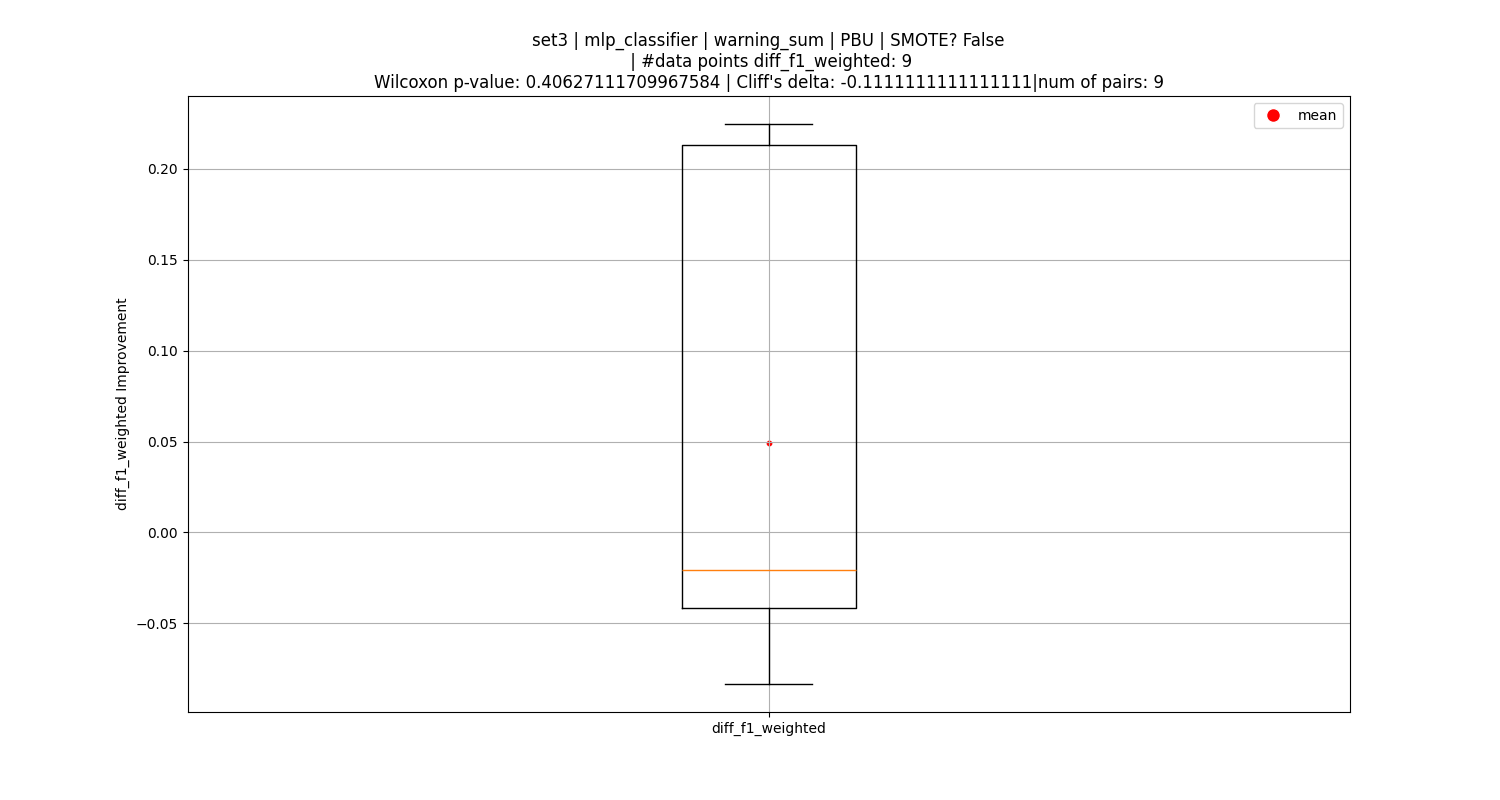 set3 | mlp_classifier | warning_sum | PBU | SMOTE? False
| #data points diff_f1_weighted: 9
Wilcoxon p-value: 0.40627111709967584 | Cliff's delta: -0.1111111111111111|num of pairs: 9
mean
0.20
0.15
0.10
0.05
0.00
−0.05
diff_f1_weighted Improvement
diff_f1_weighted